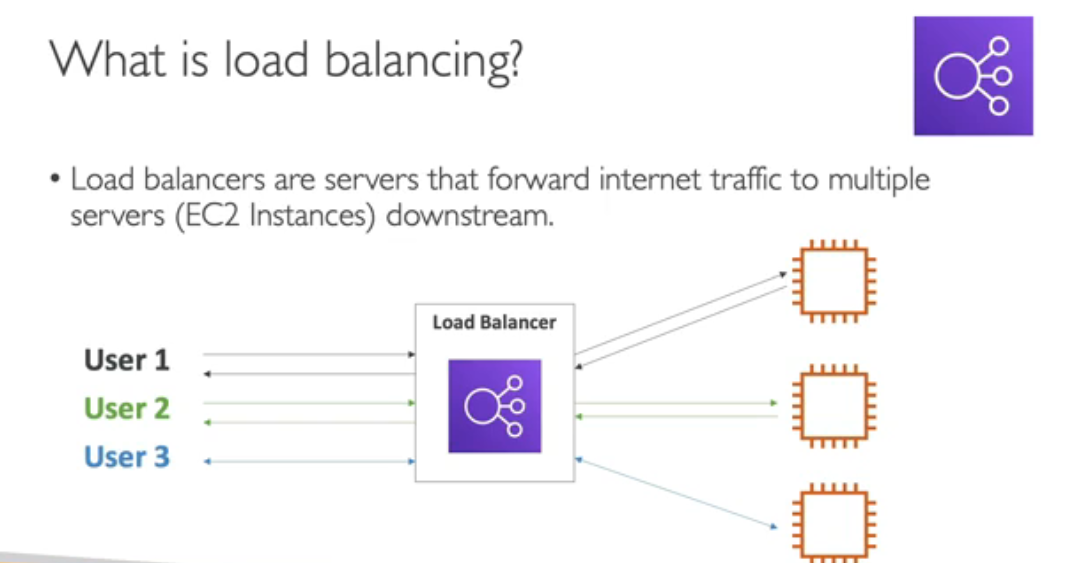 What is load balancing?
• Load balancers are servers that forward internet traffic to multiple
servers (EC2 Instances) downstream.
Load Balancer
User 1
User 2
User 3